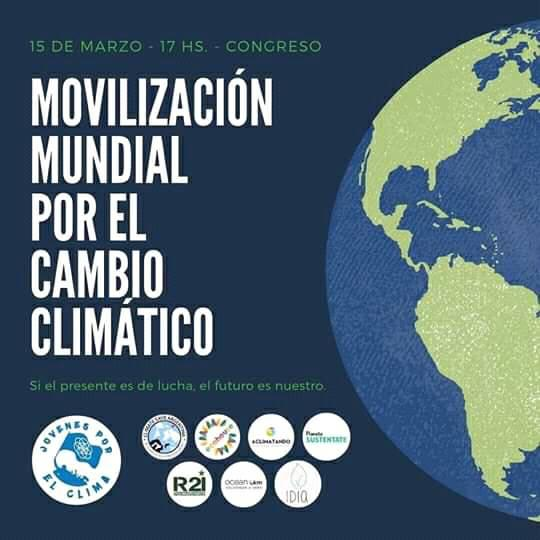 15 DE MARZO - 17 HS. - CONGRESO
MOVILIZACIÓN
MUNDIAL
POR EL
CAMBIO
CLIMÁTICO
Si el presente es de lucha, el futuro es nuestro.
JOVENES POR
EL CLIMA
ACLIMATANDO
Planeta
SUSTENTATE
R2I
OCEAN
IDIA